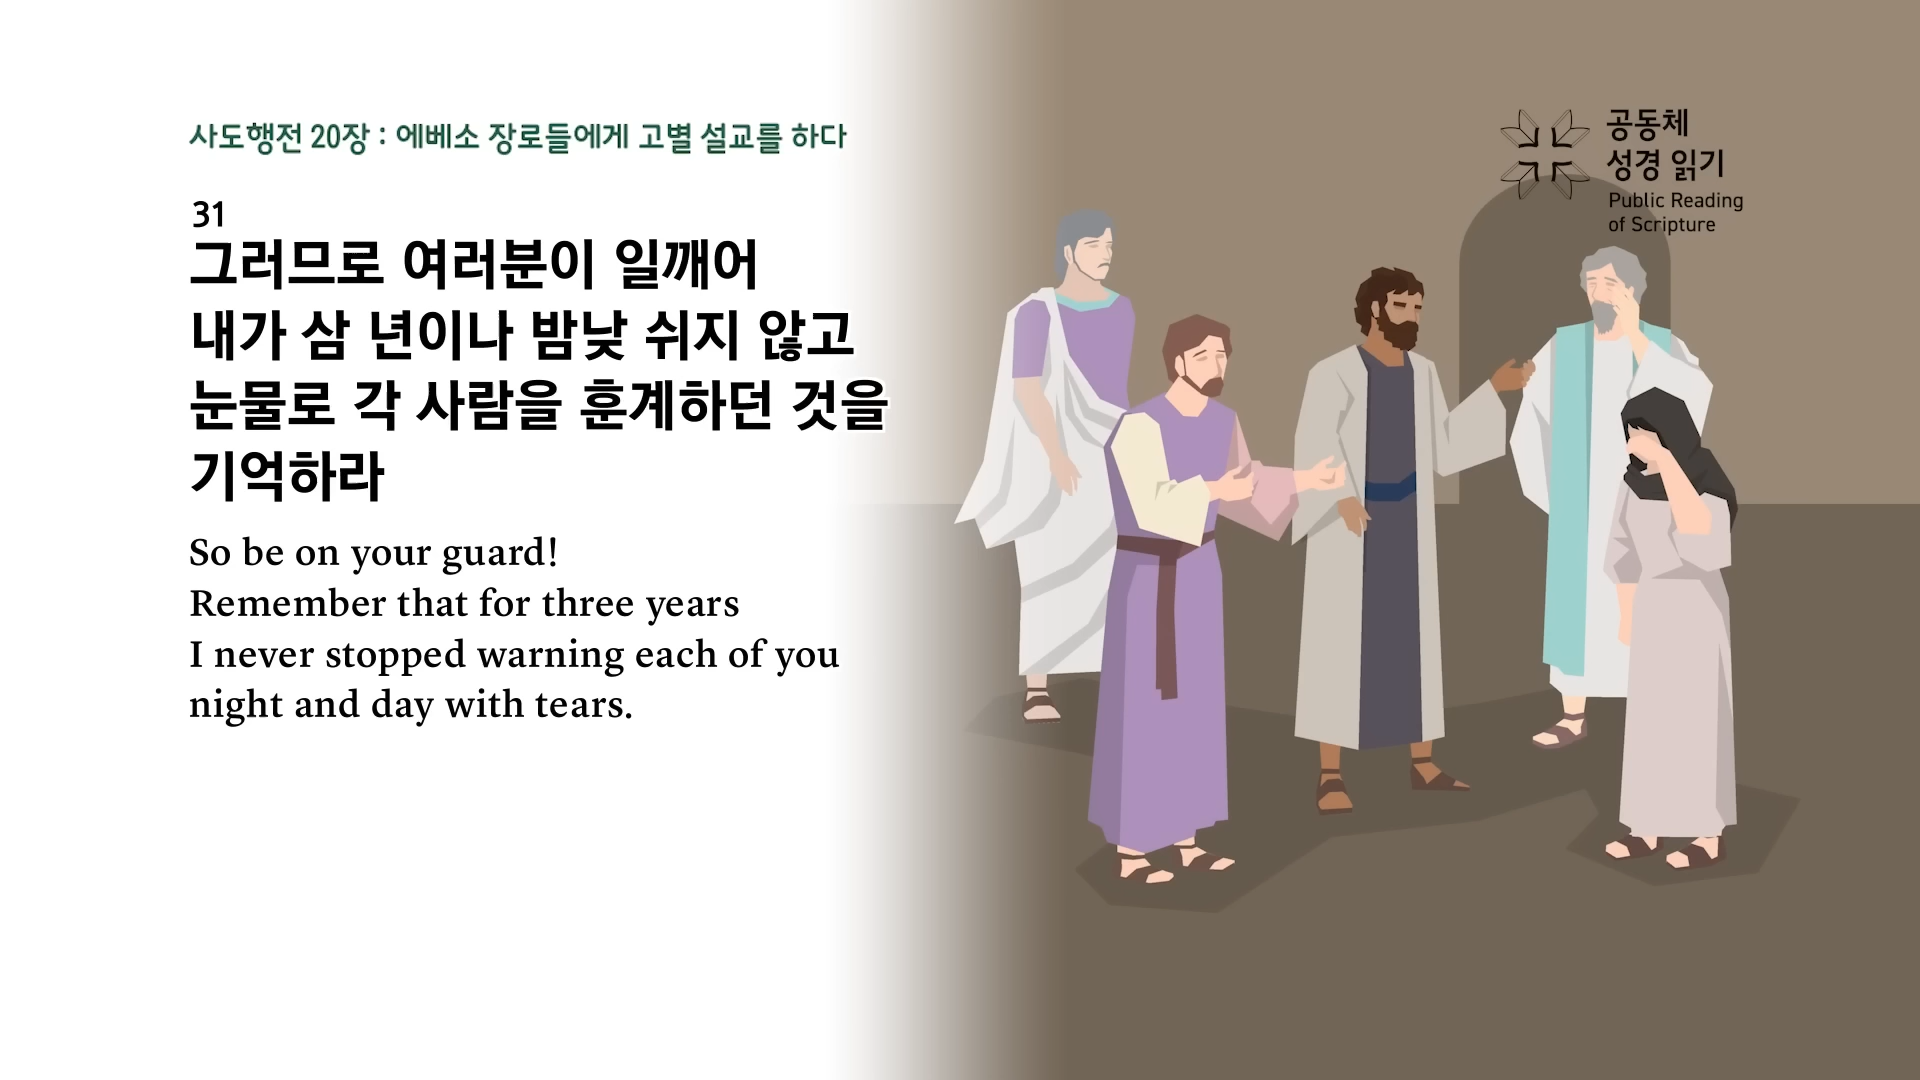 사도행전 20장 : 에베소 장로들에게 고별 설교를 하다
31
그러므로 여러분이 일깨어
내가 삼 년이나 밤낮 쉬지 않고
눈물로 각 사람을 훈계하던 것을
기억하라
So be on your guard!
Remember that for three years
I never stopped warning each of you
night and day with tears.
공동체
성경 읽기
Public Reading
of Scripture